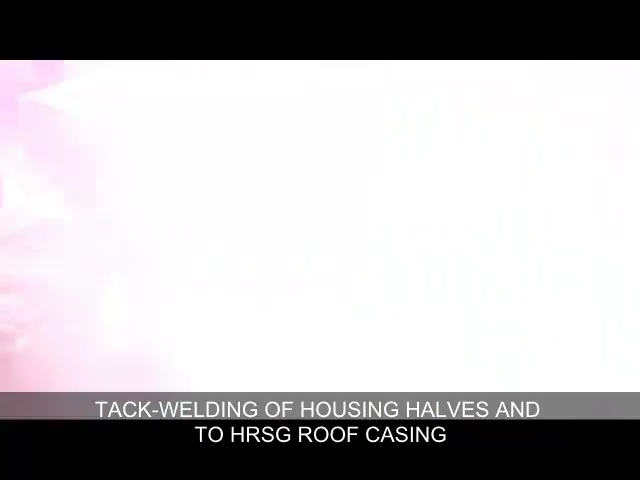 TACK-WELDING OF HOUSING HALVES AND
TO HRSG ROOF CASING